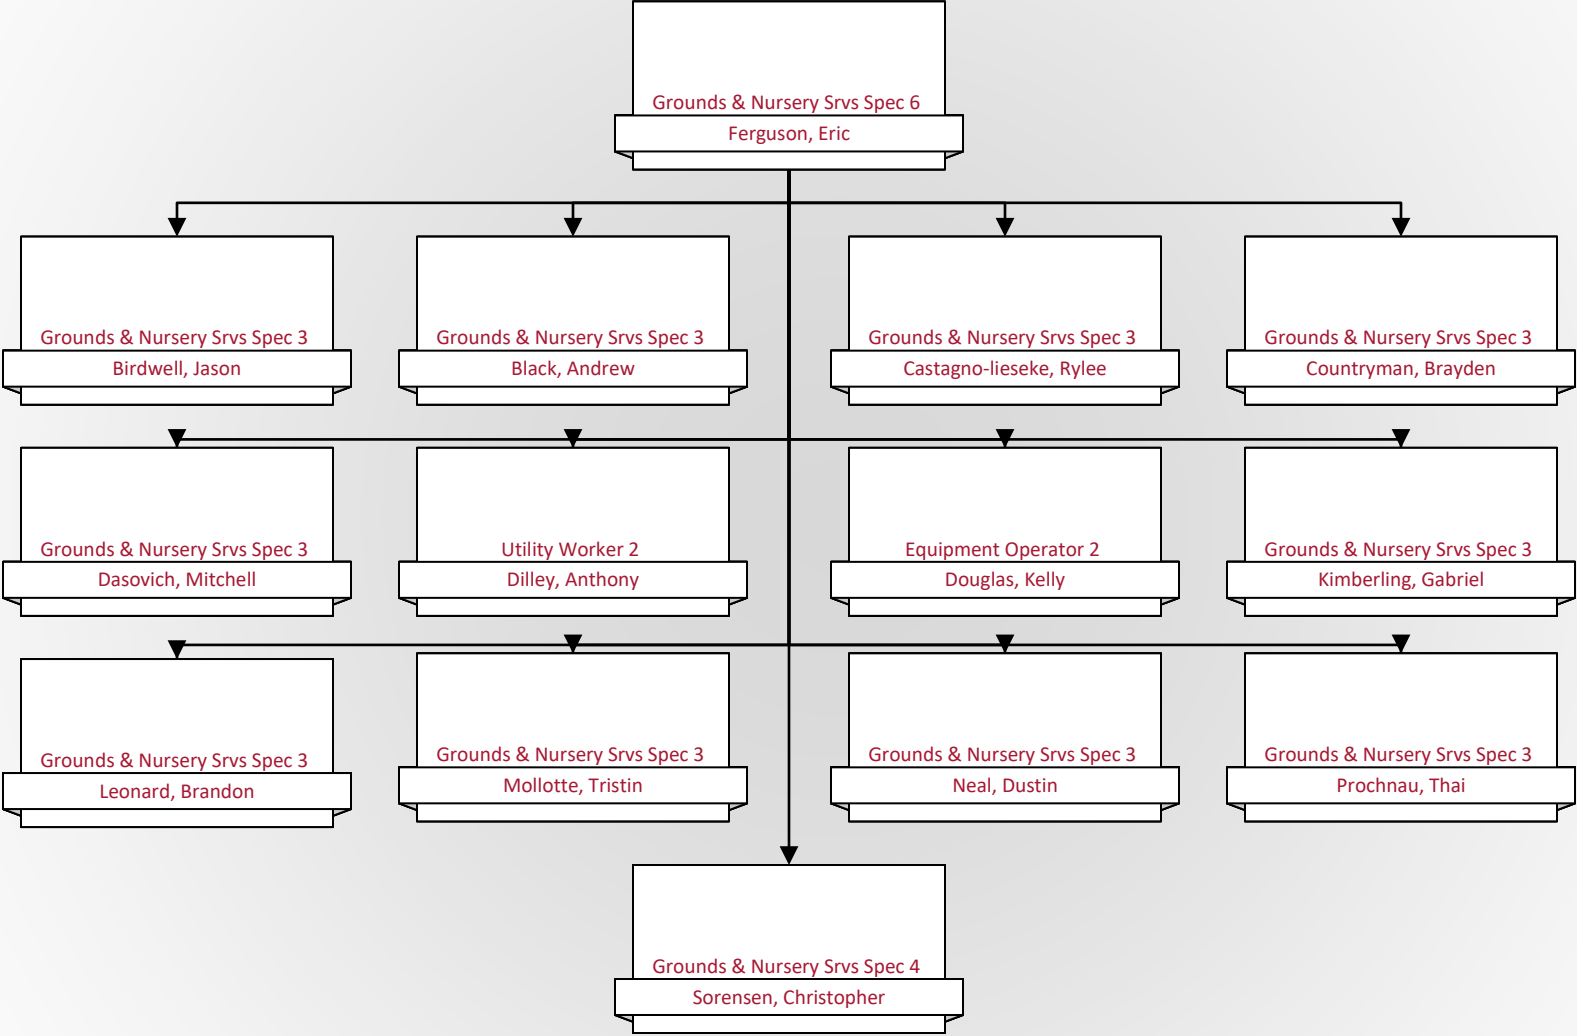 Grounds & Nursery Srvs Spec 6
Ferguson, Eric
Grounds & Nursery Srvs Spec 3
Birdwell, Jason
Grounds & Nursery Srvs Spec 3
Black, Andrew
Grounds & Nursery Srvs Spec 3
Castagno-lieseke, Rylee
Grounds & Nursery Srvs Spec 3
Countryman, Brayden
Grounds & Nursery Srvs Spec 3
Dasovich, Mitchell
Utility Worker 2
Dilley, Anthony
Equipment Operator 2
Douglas, Kelly
Grounds & Nursery Srvs Spec 3
Kimberling, Gabriel
Grounds & Nursery Srvs Spec 3
Leonard, Brandon
Grounds & Nursery Srvs Spec 3
Mollotte, Tristin
Grounds & Nursery Srvs Spec 3
Neal, Dustin
Grounds & Nursery Srvs Spec 3
Prochnau, Thai
Grounds & Nursery Srvs Spec 4
Sorensen, Christopher